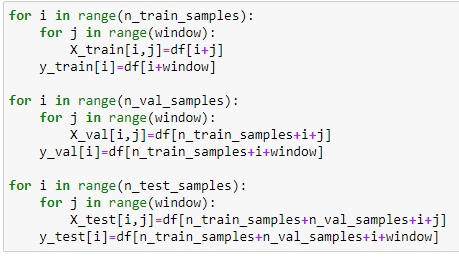 for i in range(n_train_samples):
    for j in range(window):
        X_train[i,j]=df[i+j]
    y_train[i]=df[i+window]

for i in range(n_val_samples):
    for j in range(window):
        X_val[i,j]=df[n_train_samples+i+j]
    y_val[i]=df[n_train_samples+i+window]

for i in range(n_test_samples):
    for j in range(window):
        X_test[i,j]=df[n_train_samples+n_val_samples+i+j]
    y_test[i]=df[n_train_samples+n_val_samples+i+window]